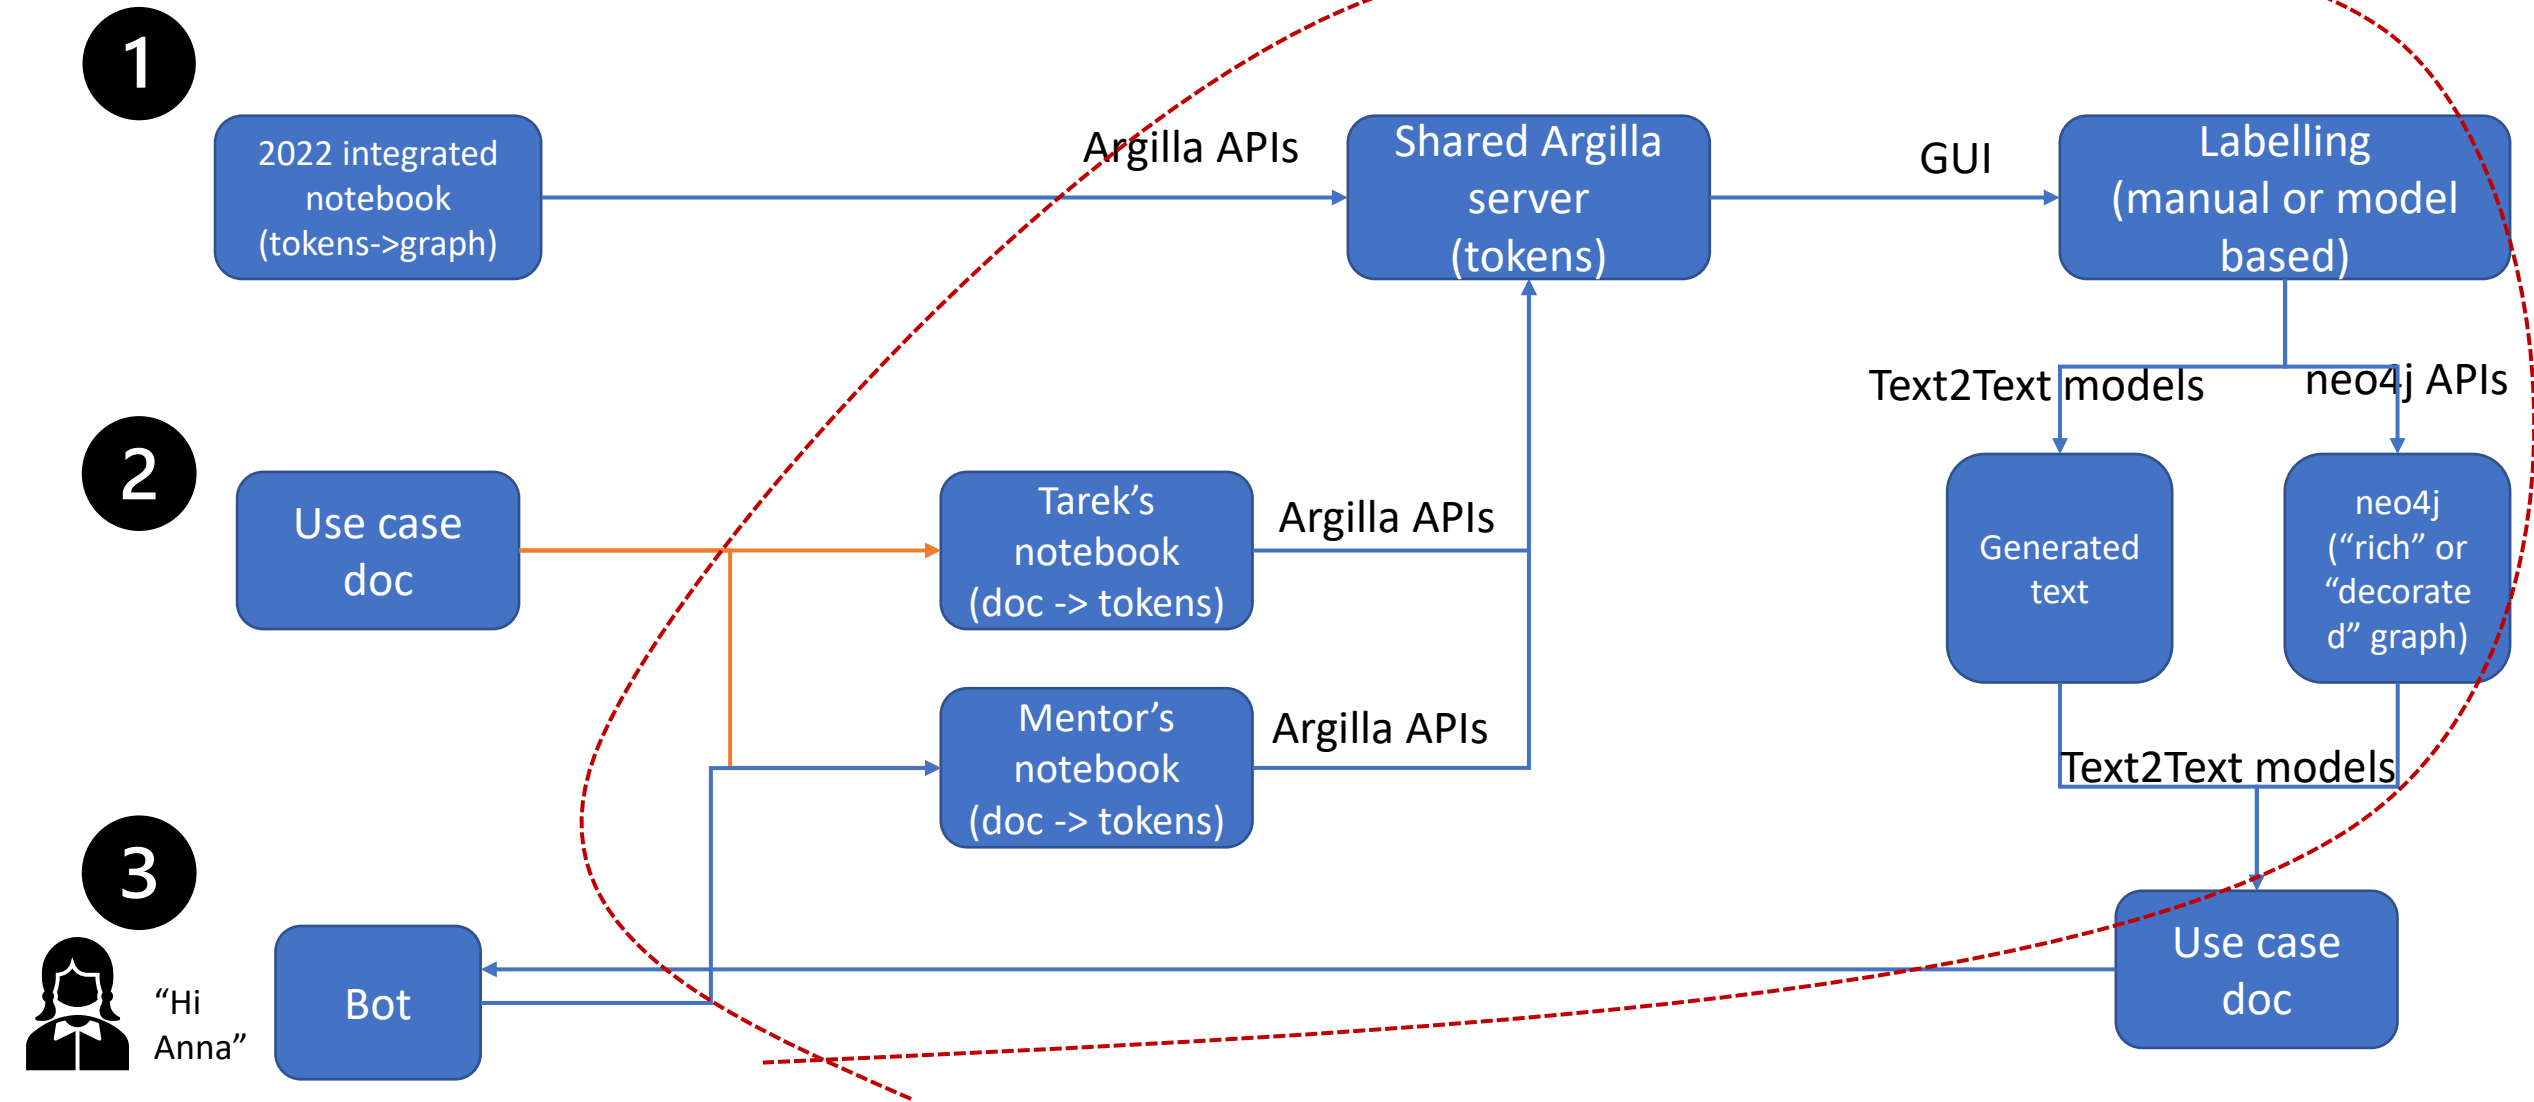 1
2022 integrated
notebook
(tokens->graph)
Argilla APIs
Shared Argilla
server
(tokens)
GUI
Labelling
(manual or model
based)
Text2Text models
neo4j APIs
2
Use case
doc
Tarek’s
notebook
(doc -> tokens)
Argilla APIs
Generated
text
neo4j
(“rich” or
“decorate
d” graph)
Mentor’s
notebook
(doc -> tokens)
Argilla APIs
Text2Text models
3
“Hi
Anna”
Bot
Use case
doc